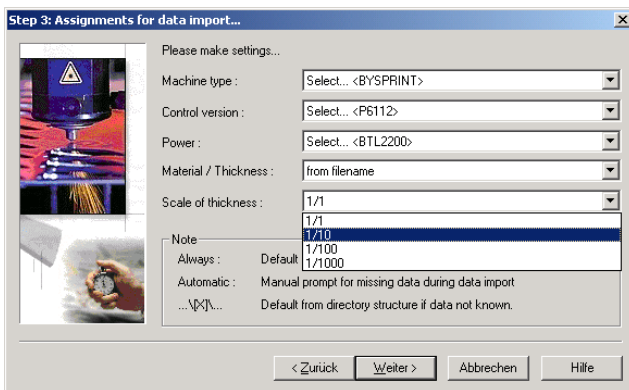 Step 3: Assignments for data import...
Please make settings...
Machine type : Select... <BYSPRINT>
Control version : Select... <P6112>
Power : Select... <BTL2200>
Material / Thickness : from filename
Scale of thickness : 1/1
1/1
1/10
1/100
1/1000
Note
Always : Default
Automatic : Manual prompt for missing data during data import
...\[X]\... Default from directory structure if data not known.
< Zurück Weiter > Abbrechen Hilfe